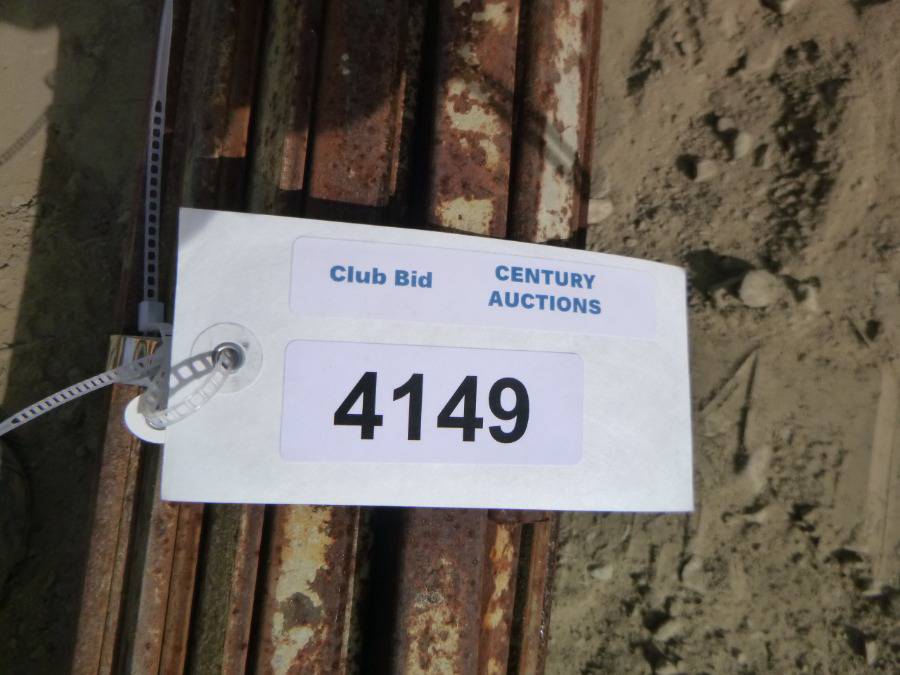 Club Bid
CENTURY
AUCTIONS
4149